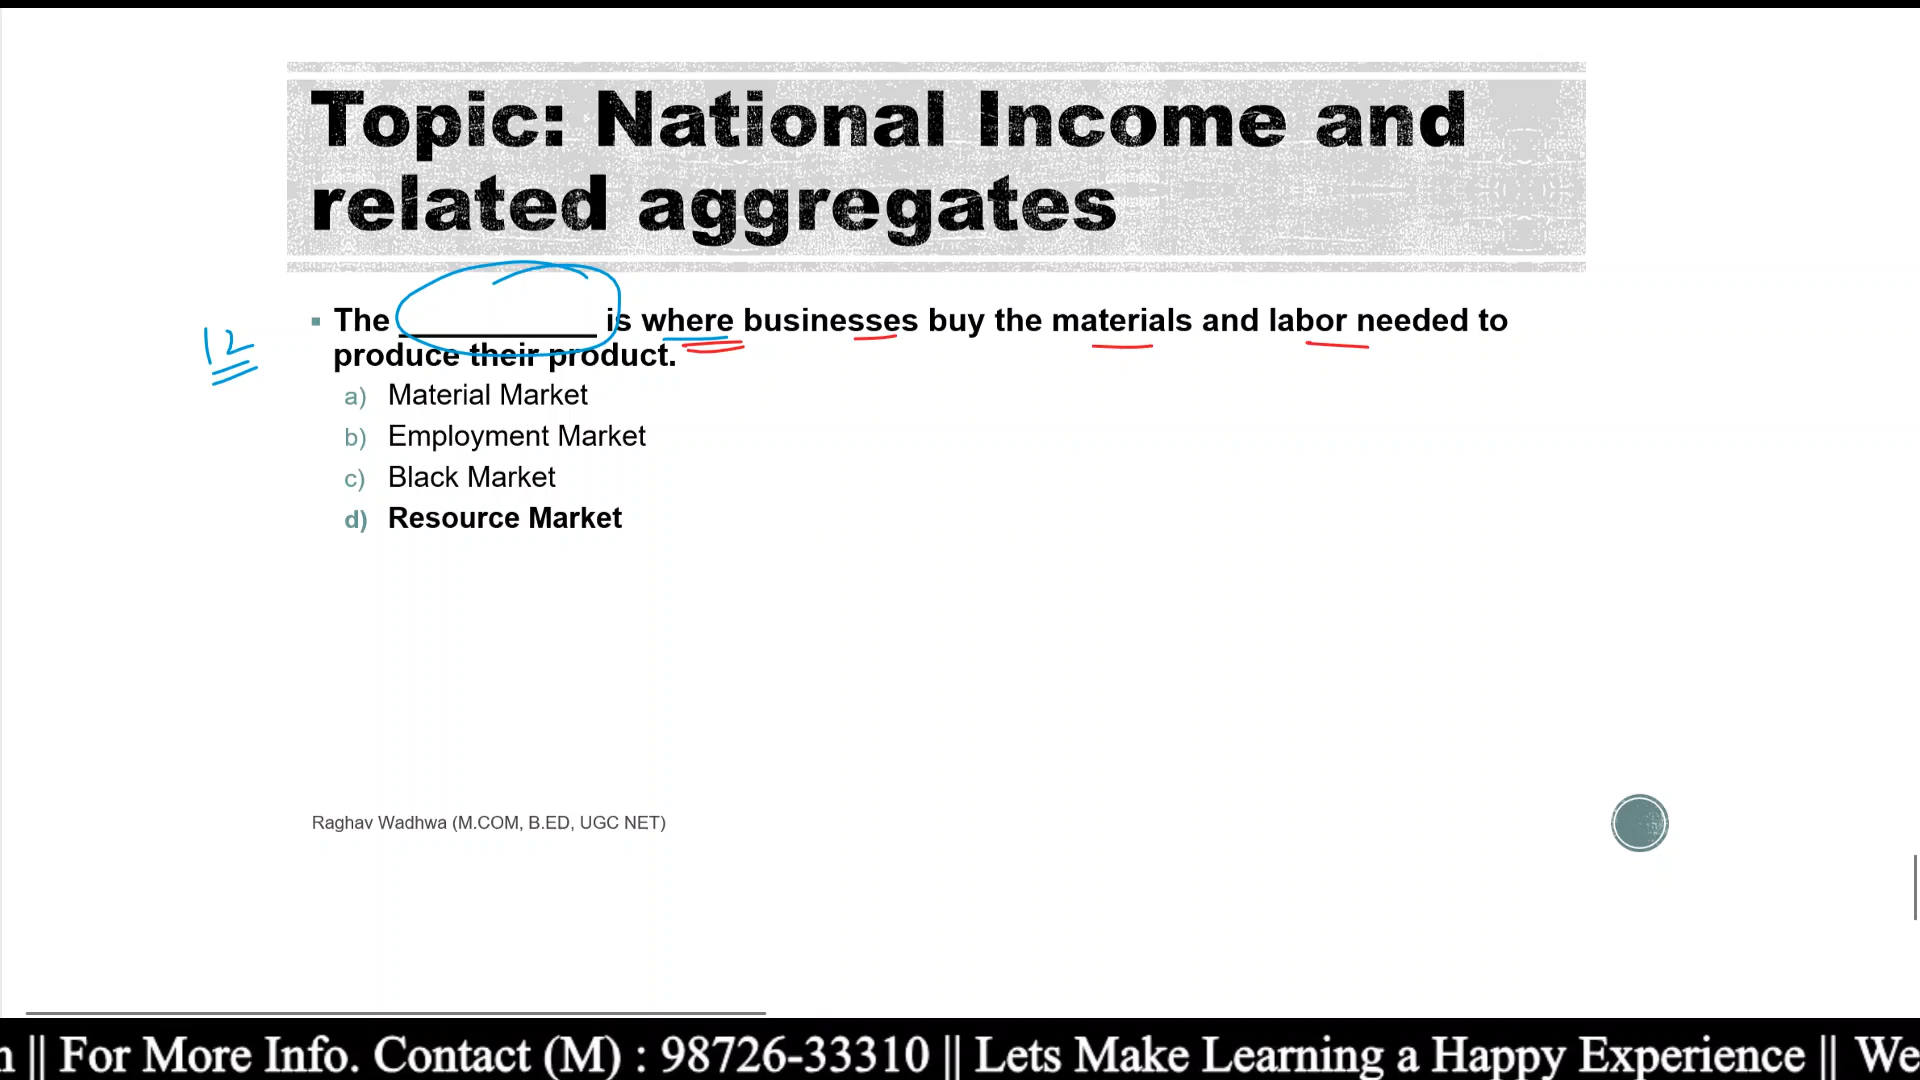 Topic: National Income and
related aggregates
12
▪ The ___________ is where businesses buy the materials and labor needed to
produce their product.
a) Material Market
b) Employment Market
c) Black Market
d) Resource Market
Raghav Wadhwa (M.COM, B.ED, UGC NET)
|| For More Info. Contact (M) : 98726-33310 || Lets Make Learning a Happy Experience || We